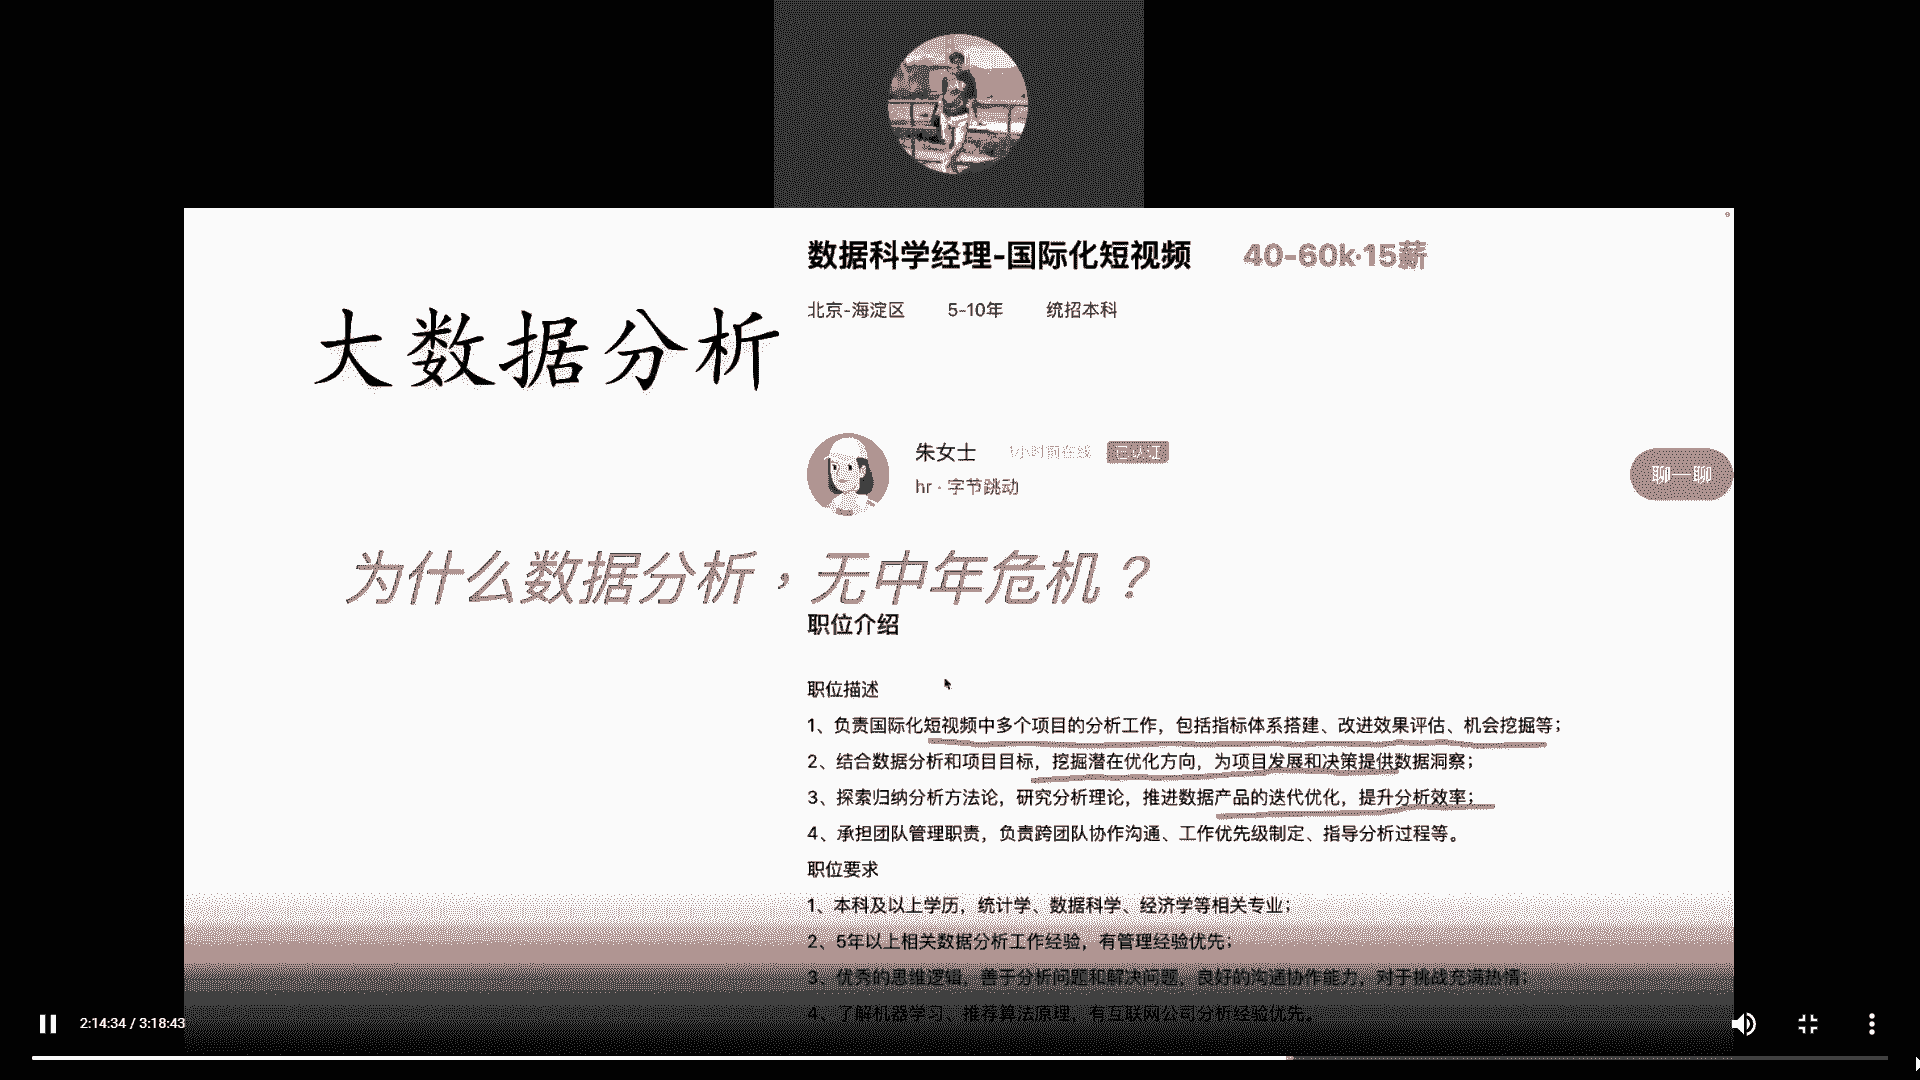 数据科学经理-国际化短视频 40-60k·15薪
北京-海淀区 5-10年 统招本科
大数据分析
朱女士 1小时前在线 已认证
hr · 字节跳动
聊一聊
为什么数据分析，无中年危机？
职位介绍
职位描述
1、负责国际化短视频中多个项目的分析工作，包括指标体系搭建、改进效果评估、机会挖掘等；
2、结合数据分析和项目目标，挖掘潜在优化方向，为项目发展和决策提供数据洞察；
3、探索归纳分析方法论，研究分析理论，推进数据产品的迭代优化，提升分析效率；
4、承担团队管理职责，负责跨团队协作沟通、工作优先级制定、指导分析过程等。
职位要求
1、本科及以上学历，统计学、数据科学、经济学等相关专业；
2、5年以上相关数据分析工作经验，有管理经验优先；
3、优秀的思维逻辑，善于分析问题和解决问题，良好的沟通协作能力，对于挑战充满热情；
4、了解机器学习、推荐算法原理，有互联网公司分析经验优先。
2:14:34 / 3:18:43